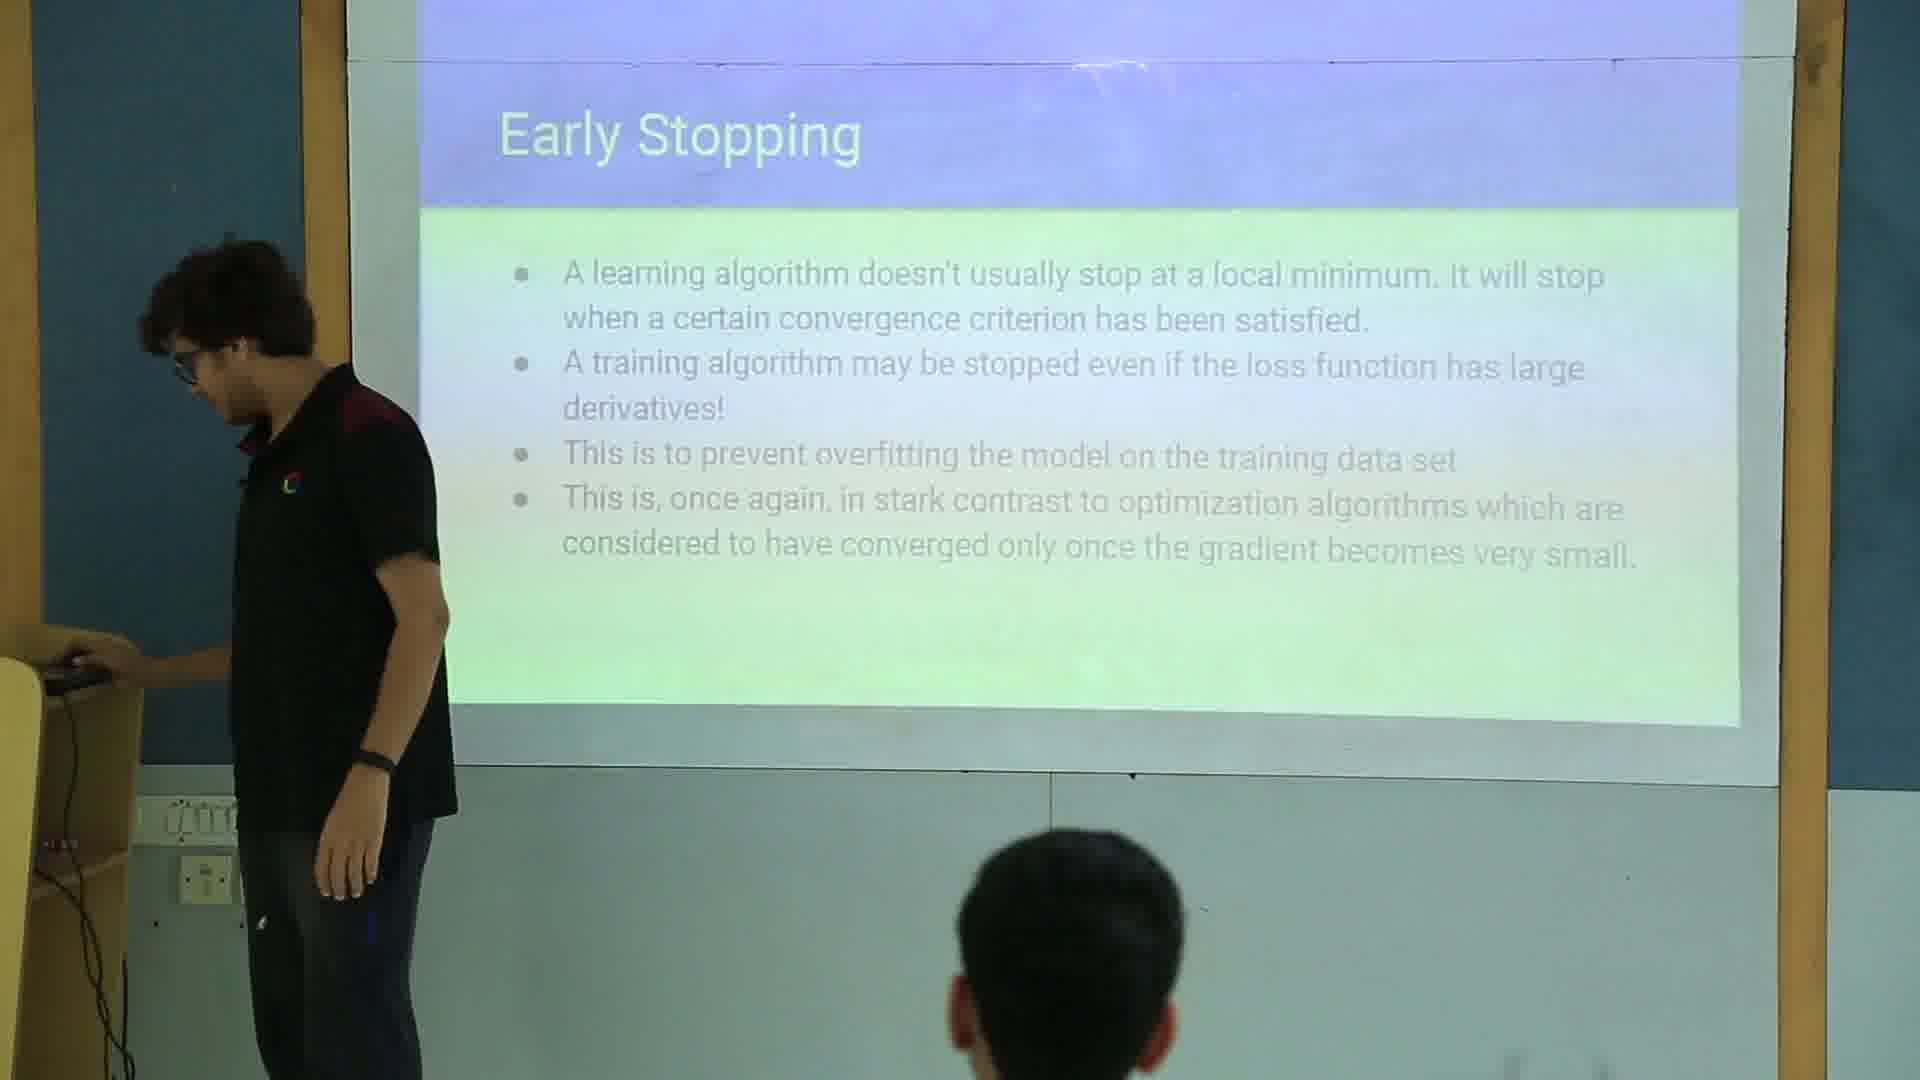 Early Stopping
● A learning algorithm doesn't usually stop at a local minimum. It will stop
when a certain convergence criterion has been satisfied.
● A training algorithm may be stopped even if the loss function has large
derivatives!
● This is to prevent overfitting the model on the training data set
● This is, once again, in stark contrast to optimization algorithms which are
considered to have converged only once the gradient becomes very small.